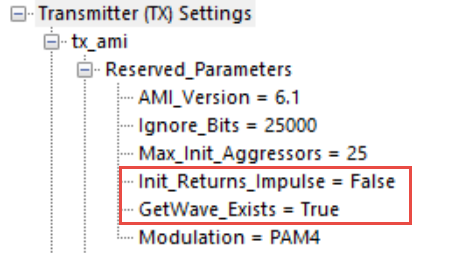 Transmitter (TX) Settings
tx_ami
Reserved_Parameters
AMI_Version = 6.1
Ignore_Bits = 25000
Max_Init_Aggressors = 25
Init_Returns_Impulse = False
GetWave_Exists = True
Modulation = PAM4